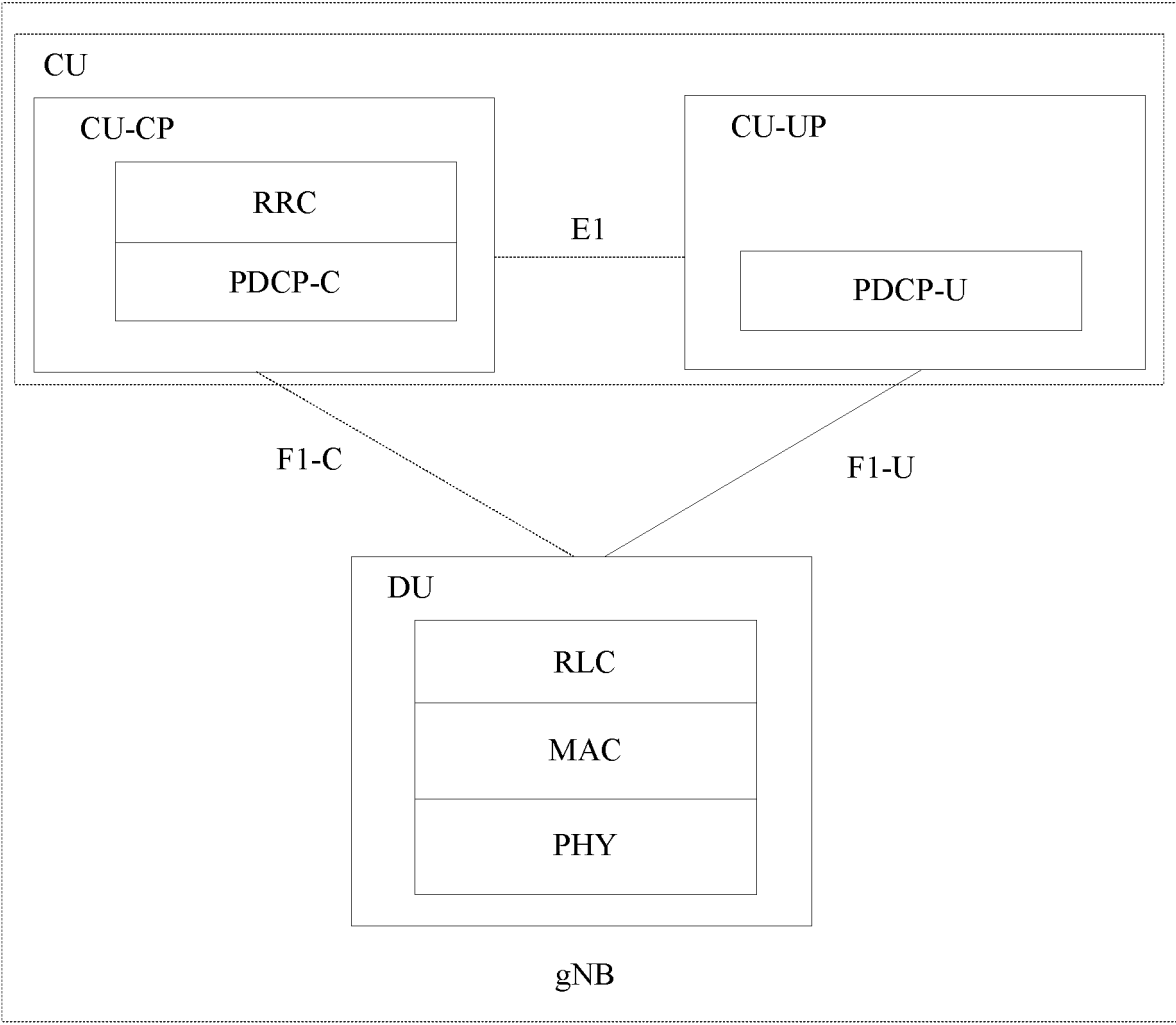 CU
CU-CP
RRC
PDCP-C
E1
CU-UP
PDCP-U
F1-C
F1-U
DU
RLC
MAC
PHY
gNB